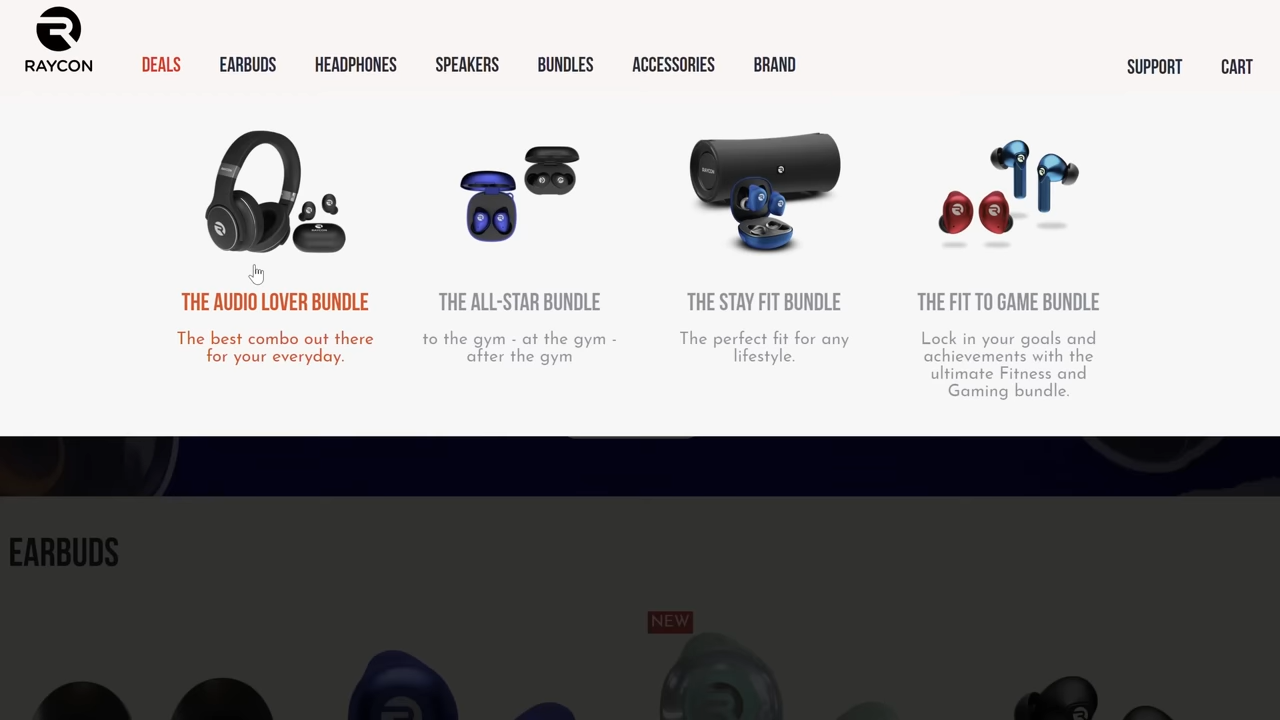 RAYCON
DEALS
EARBUDS
HEADPHONES
SPEAKERS
BUNDLES
ACCESSORIES
BRAND
SUPPORT
CART
RAYCON
RAYCON
THE AUDIO LOVER BUNDLE
The best combo out there
for your everyday.
THE ALL-STAR BUNDLE
to the gym - at the gym -
after the gym
THE STAY FIT BUNDLE
The perfect fit for any
lifestyle.
THE FIT TO GAME BUNDLE
Lock in your goals and
achievements with the
ultimate Fitness and
Gaming bundle.
EARBUDS
NEW